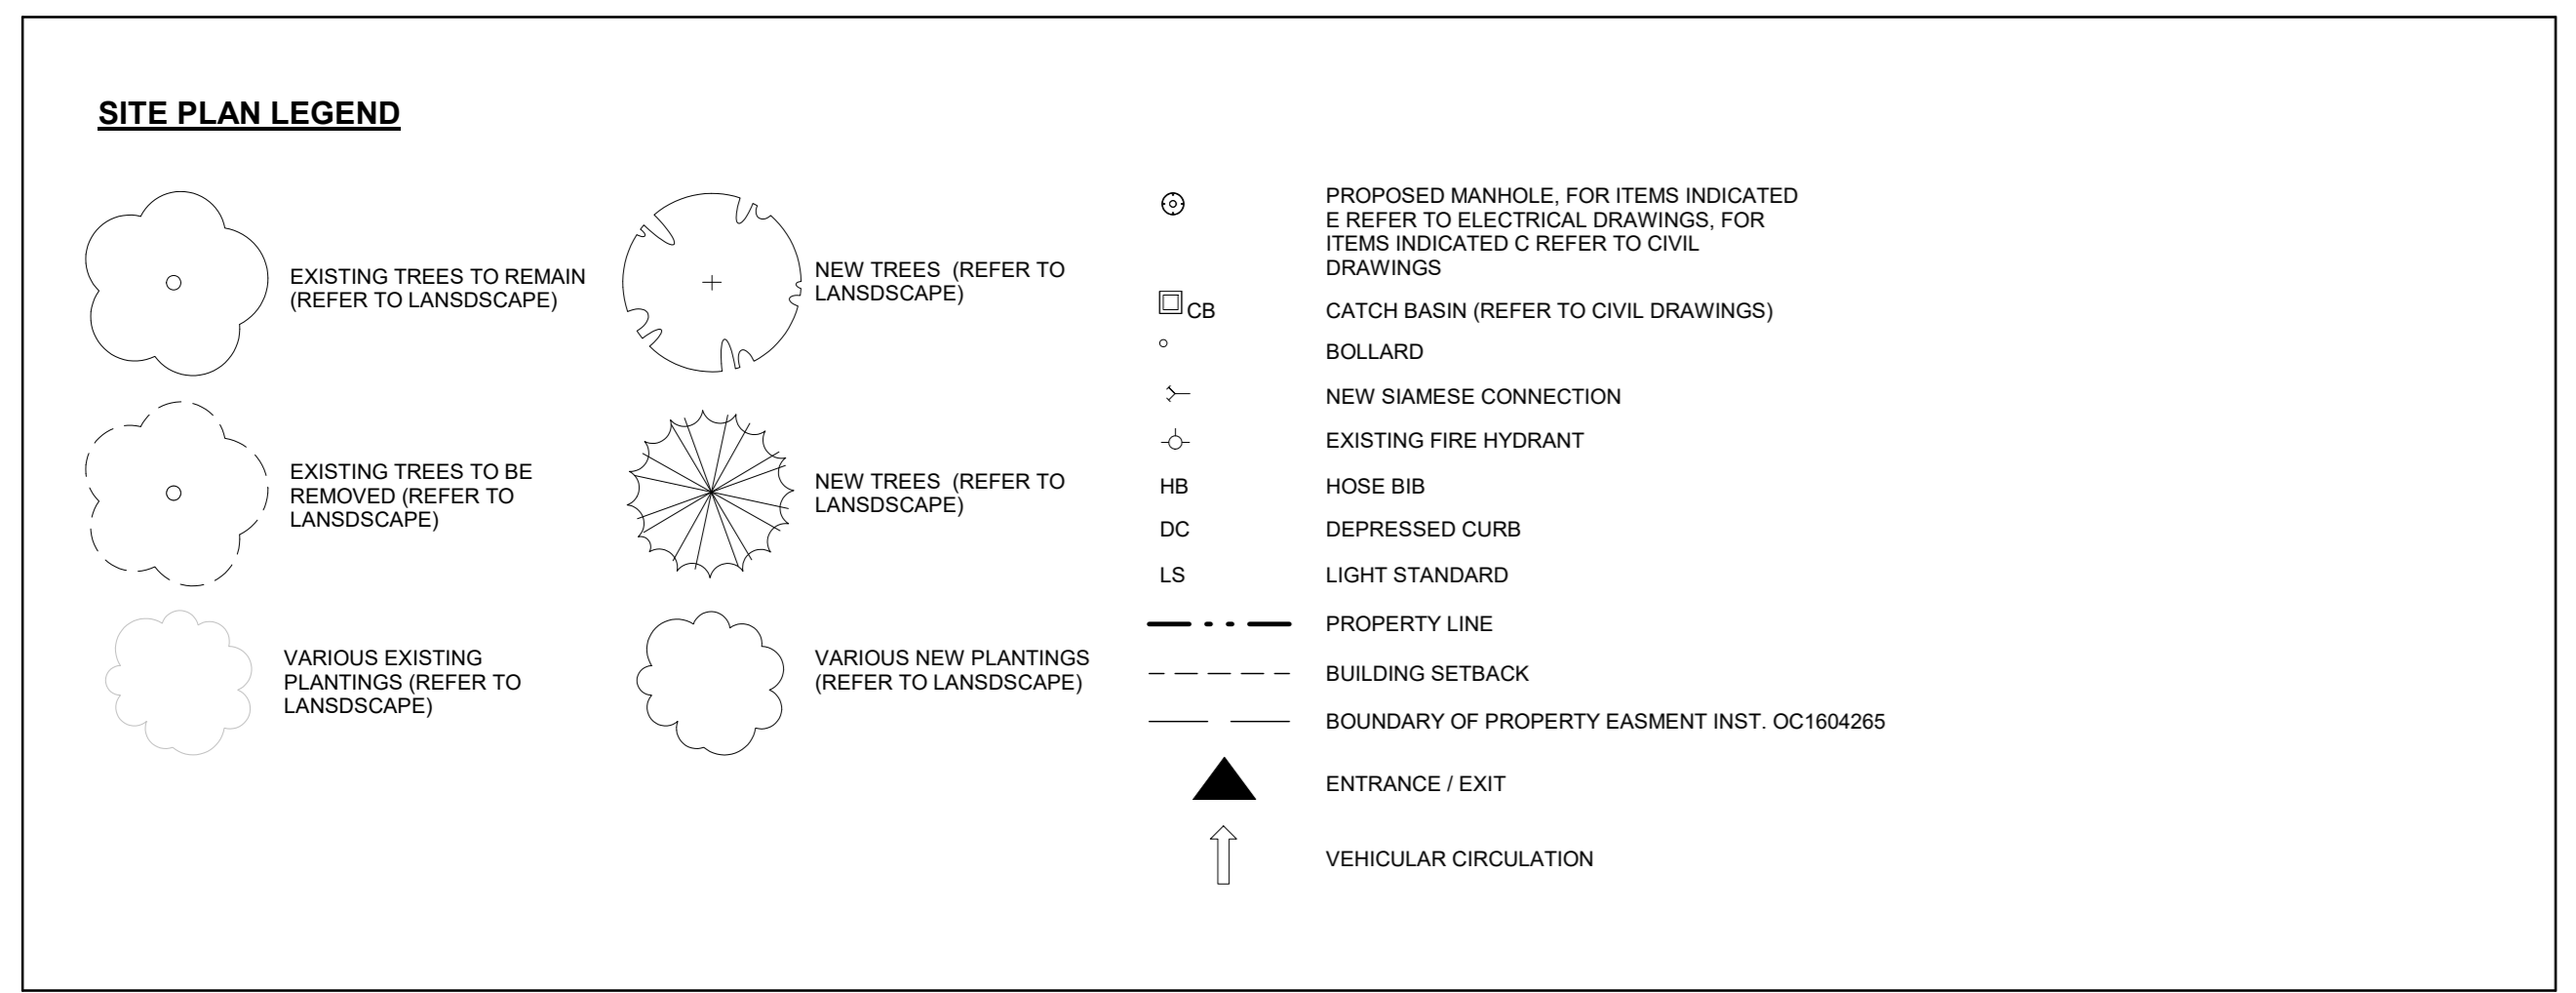 SITE PLAN LEGEND
EXISTING TREES TO REMAIN
(REFER TO LANSDSCAPE)
EXISTING TREES TO BE
REMOVED (REFER TO
LANSDSCAPE)
VARIOUS EXISTING
PLANTINGS (REFER TO
LANSDSCAPE)
NEW TREES  (REFER TO
LANSDSCAPE)
NEW TREES  (REFER TO
LANSDSCAPE)
VARIOUS NEW PLANTINGS
(REFER TO LANSDSCAPE)
PROPOSED MANHOLE, FOR ITEMS INDICATED
E REFER TO ELECTRICAL DRAWINGS, FOR
ITEMS INDICATED C REFER TO CIVIL
DRAWINGS
CB CATCH BASIN (REFER TO CIVIL DRAWINGS)
BOLLARD
NEW SIAMESE CONNECTION
EXISTING FIRE HYDRANT
HB HOSE BIB
DC DEPRESSED CURB
LS LIGHT STANDARD
PROPERTY LINE
BUILDING SETBACK
BOUNDARY OF PROPERTY EASMENT INST. OC1604265
ENTRANCE / EXIT
VEHICULAR CIRCULATION